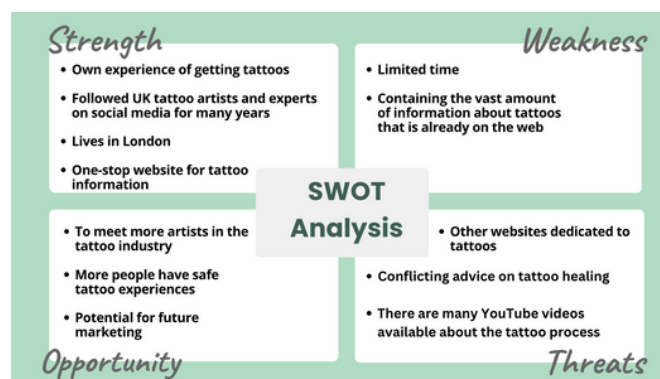 Strength
• Own experience of getting tattoos
• Followed UK tattoo artists and experts
on social media for many years
• Lives in London
• One-stop website for tattoo
information
Weakness
• Limited time
• Containing the vast amount
of information about tattoos
that is already on the web
SWOT
Analysis
• To meet more artists in the
tattoo industry
• More people have safe
tattoo experiences
• Potential for future
marketing
Opportunity
• Other websites dedicated to
tattoos
• Conflicting advice on tattoo healing
• There are many YouTube videos
available about the tattoo process
Threats